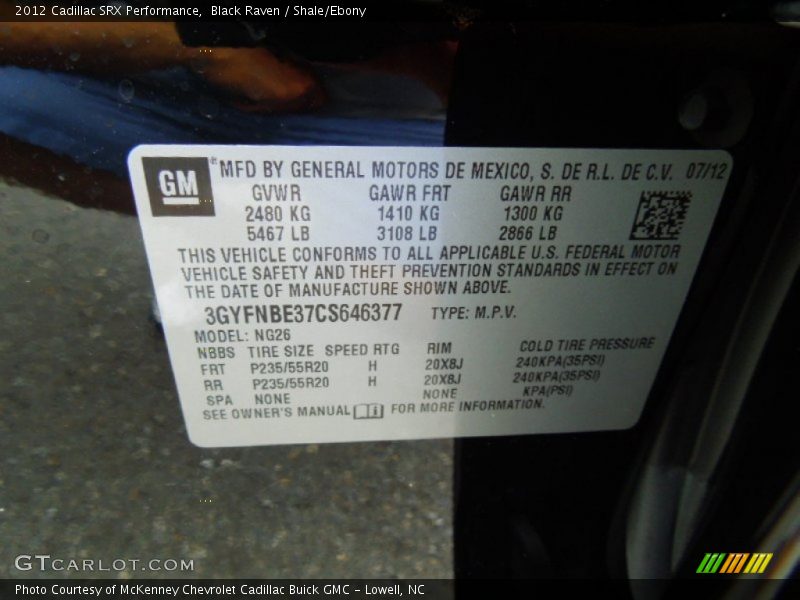 2012 Cadillac SRX Performance,  Black Raven / Shale/Ebony
GM
® MFD BY GENERAL MOTORS DE MEXICO, S. DE R.L. DE C.V. 07/12
GVWR GAWR FRT GAWR RR
2480 KG 1410 KG 1300 KG
5467 LB 3108 LB 2866 LB
THIS VEHICLE CONFORMS TO ALL APPLICABLE U.S. FEDERAL MOTOR
VEHICLE SAFETY AND THEFT PREVENTION STANDARDS IN EFFECT ON
THE DATE OF MANUFACTURE SHOWN ABOVE.
3GYFNBE37CS646377 TYPE: M.P.V.
MODEL: NG26
NBBS TIRE SIZE SPEED RTG RIM COLD TIRE PRESSURE
FRT P235/55R20 H 20X8J 240KPA(35PSI)
RR P235/55R20 H 20X8J 240KPA(35PSI)
SPA NONE NONE KPA(PSI)
SEE OWNER'S MANUAL FOR MORE INFORMATION.
GTCARLOT.COM
Photo Courtesy of McKenney Chevrolet Cadillac Buick GMC - Lowell, NC